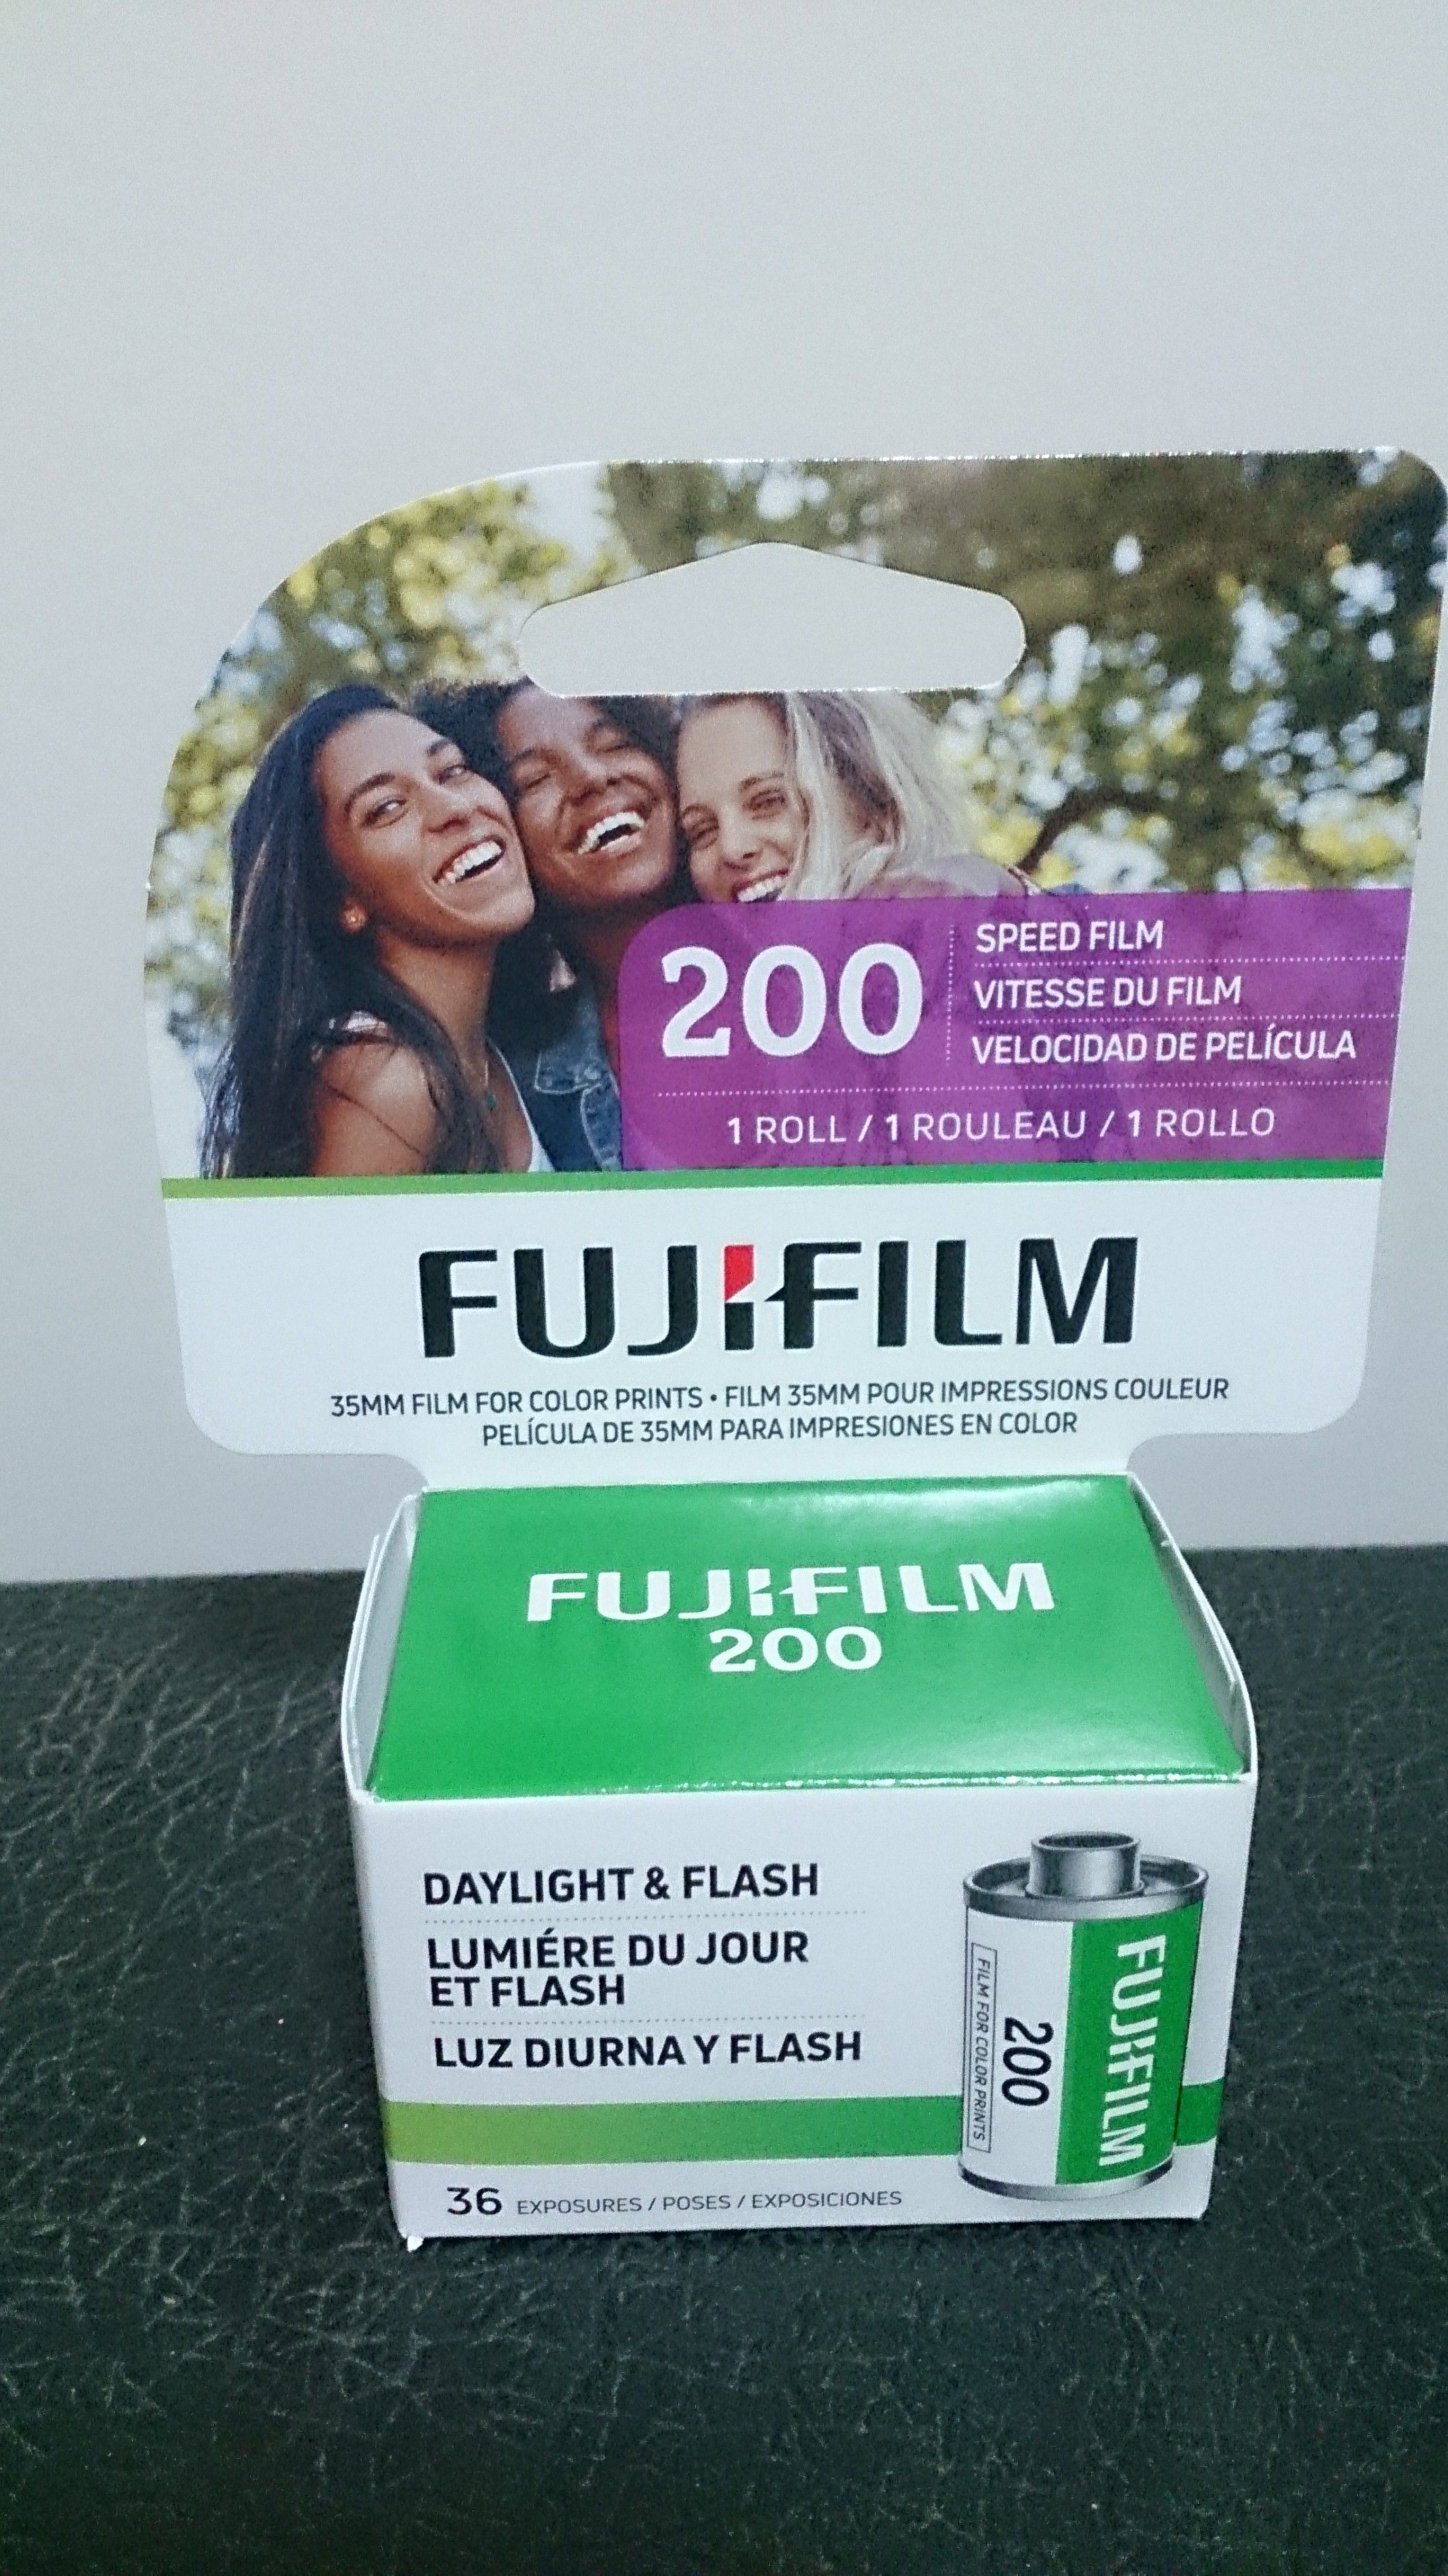 200
SPEED FILM
VITESSE DU FILM
VELOCIDAD DE PELÍCULA
1 ROLL / 1 ROULEAU / 1 ROLLO
FUJIFILM
35MM FILM FOR COLOR PRINTS • FILM 35MM POUR IMPRESSIONS COULEUR
PELÍCULA DE 35MM PARA IMPRESIONES EN COLOR
FUJIFILM
200
DAYLIGHT & FLASH
LUMIÉRE DU JOUR
ET FLASH
LUZ DIURNA Y FLASH
36 EXPOSURES / POSES / EXPOSICIONES
FUJIFILM
200
FILM FOR COLOR PRINTS